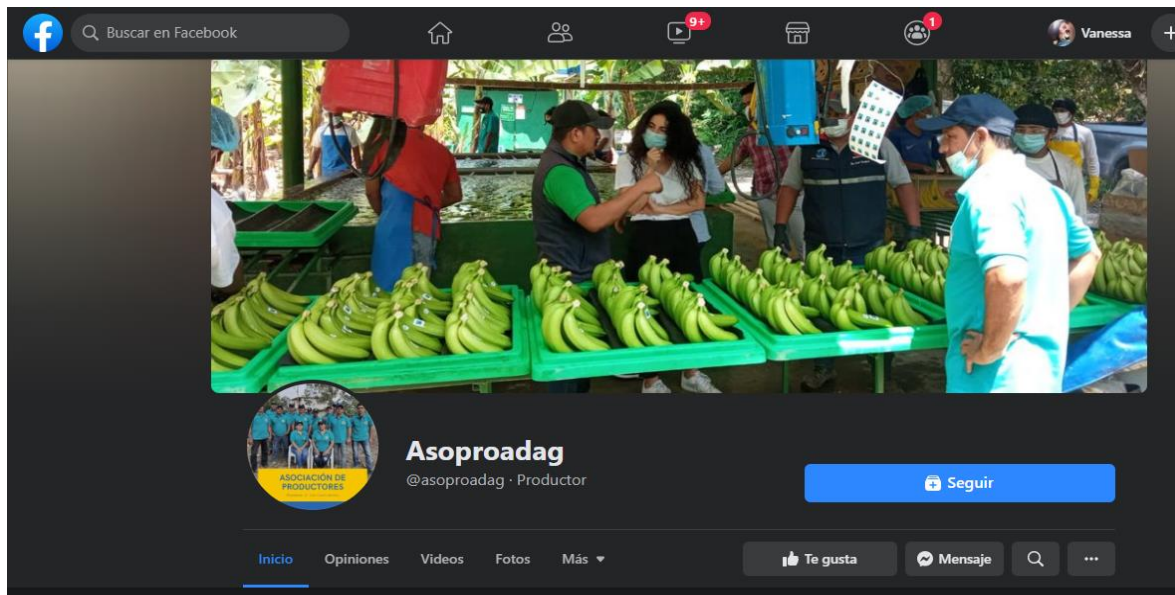 Buscar en Facebook
9+
1
Vanessa
ASOCIACIÓN DE
PRODUCTORES
Asoproadag
@asoproadag · Productor
Seguir
Inicio
Opiniones
Videos
Fotos
Más
Te gusta
Mensaje